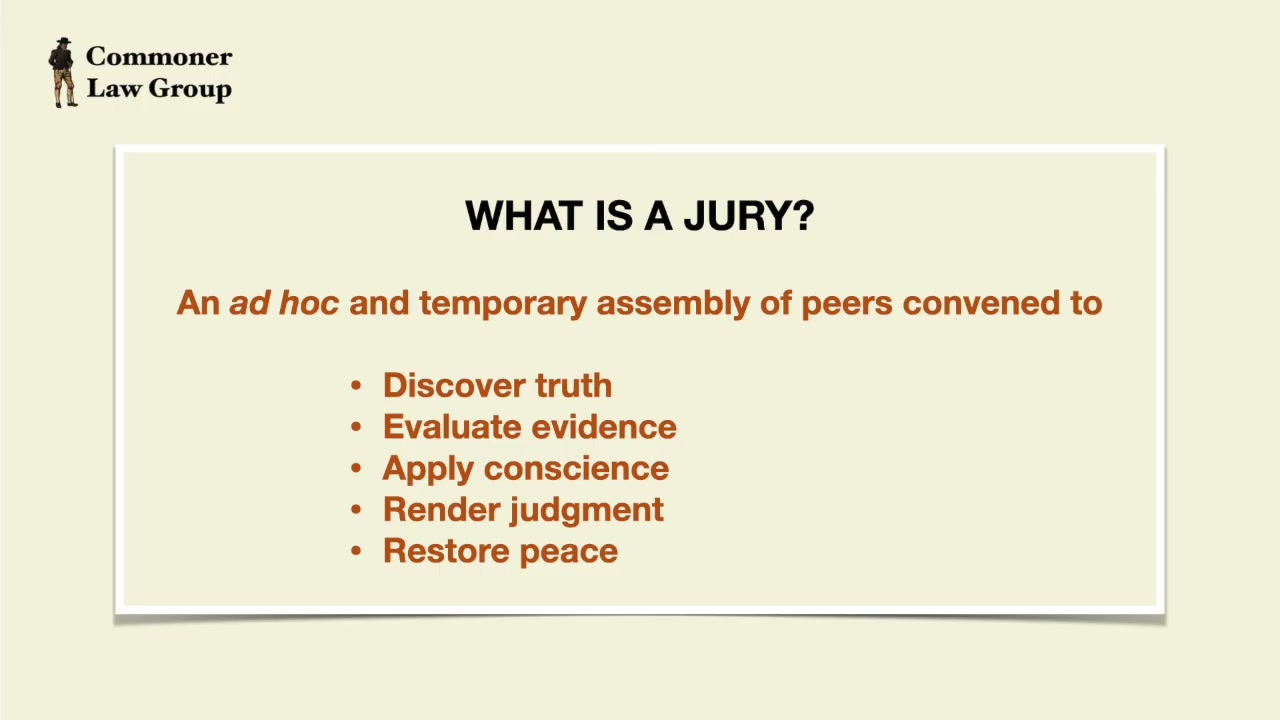 Commoner
Law Group
WHAT IS A JURY?
An ad hoc and temporary assembly of peers convened to
• Discover truth
• Evaluate evidence
• Apply conscience
• Render judgment
• Restore peace